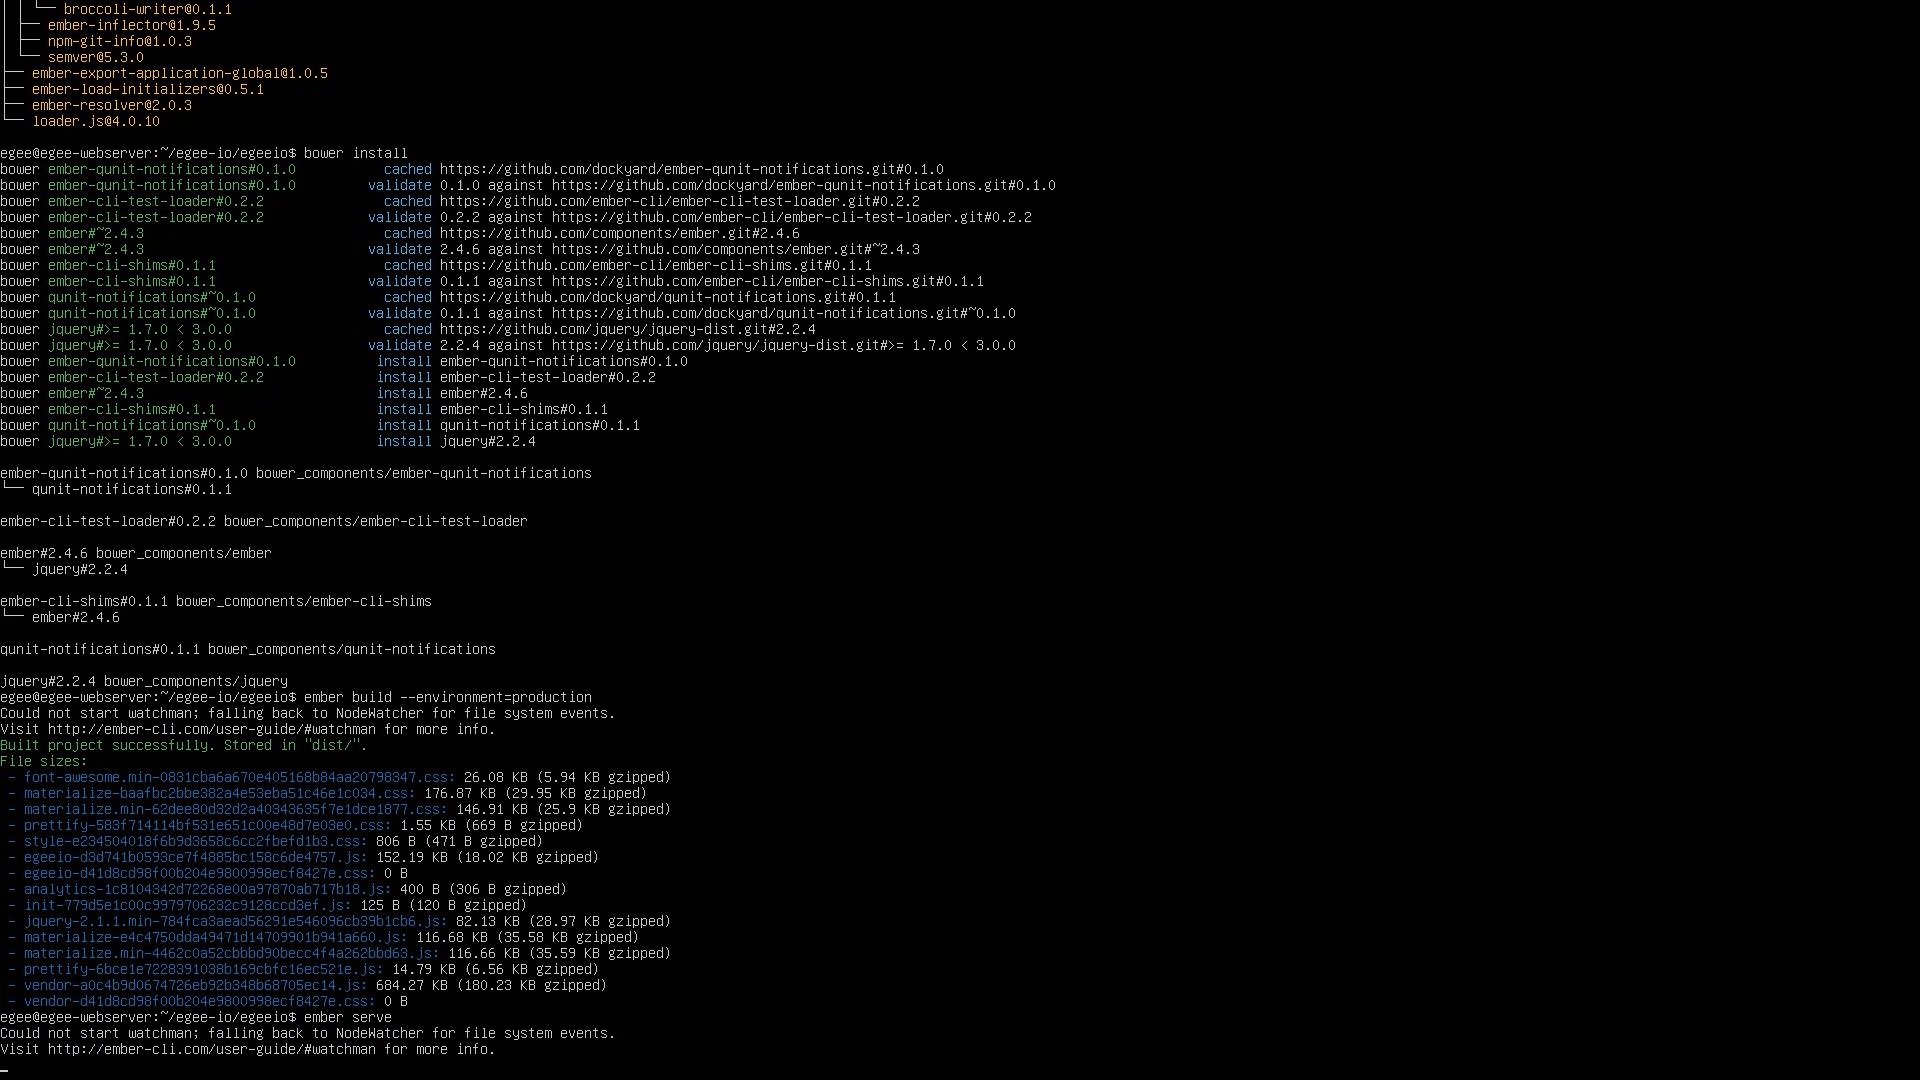 │ │ └── broccoli-writer@0.1.1
│ ├── ember-inflector@1.9.5
│ ├── npm-git-info@1.0.3
│ └── semver@5.3.0
├── ember-export-application-global@1.0.5
├── ember-load-initializers@0.5.1
├── ember-resolver@2.0.3
└── loader.js@4.0.10

egee@egee-webserver:~/egee-io/egeeio$ bower install
bower ember-qunit-notifications#0.1.0 cached https://github.com/dockyard/ember-qunit-notifications.git#0.1.0
bower ember-qunit-notifications#0.1.0 validate 0.1.0 against https://github.com/dockyard/ember-qunit-notifications.git#0.1.0
bower ember-cli-test-loader#0.2.2 cached https://github.com/ember-cli/ember-cli-test-loader.git#0.2.2
bower ember-cli-test-loader#0.2.2 validate 0.2.2 against https://github.com/ember-cli/ember-cli-test-loader.git#0.2.2
bower ember#~2.4.3 cached https://github.com/components/ember.git#2.4.6
bower ember#~2.4.3 validate 2.4.6 against https://github.com/components/ember.git#~2.4.3
bower ember-cli-shims#0.1.1 cached https://github.com/ember-cli/ember-cli-shims.git#0.1.1
bower ember-cli-shims#0.1.1 validate 0.1.1 against https://github.com/ember-cli/ember-cli-shims.git#0.1.1
bower qunit-notifications#~0.1.0 cached https://github.com/dockyard/qunit-notifications.git#0.1.1
bower qunit-notifications#~0.1.0 validate 0.1.1 against https://github.com/dockyard/qunit-notifications.git#~0.1.0
bower jquery#>= 1.7.0 < 3.0.0 cached https://github.com/jquery/jquery-dist.git#2.2.4
bower jquery#>= 1.7.0 < 3.0.0 validate 2.2.4 against https://github.com/jquery/jquery-dist.git#>= 1.7.0 < 3.0.0
bower ember-qunit-notifications#0.1.0 install ember-qunit-notifications#0.1.0
bower ember-cli-test-loader#0.2.2 install ember-cli-test-loader#0.2.2
bower ember#~2.4.3 install ember#2.4.6
bower ember-cli-shims#0.1.1 install ember-cli-shims#0.1.1
bower qunit-notifications#~0.1.0 install qunit-notifications#0.1.1
bower jquery#>= 1.7.0 < 3.0.0 install jquery#2.2.4

ember-qunit-notifications#0.1.0 bower_components/ember-qunit-notifications
└── qunit-notifications#0.1.1

ember-cli-test-loader#0.2.2 bower_components/ember-cli-test-loader

ember#2.4.6 bower_components/ember
└── jquery#2.2.4

ember-cli-shims#0.1.1 bower_components/ember-cli-shims
└── ember#2.4.6

qunit-notifications#0.1.1 bower_components/qunit-notifications

jquery#2.2.4 bower_components/jquery
egee@egee-webserver:~/egee-io/egeeio$ ember build --environment=production
Could not start watchman; falling back to NodeWatcher for file system events.
Visit http://ember-cli.com/user-guide/#watchman for more info.
Built project successfully. Stored in "dist/".
File sizes:
 - font-awesome.min-0831cba6a670e405168b84aa20798347.css: 26.08 KB (5.94 KB gzipped)
 - materialize-baafbc2bbe382a4e53eba51c46e1c034.css: 176.87 KB (29.95 KB gzipped)
 - materialize.min-62dee80d32d2a40343635f7e1dce1877.css: 146.91 KB (25.9 KB gzipped)
 - prettify-583f714114bf531e651c00e48d7e03e0.css: 1.55 KB (669 B gzipped)
 - style-e234504018f6b9d3658c6cc2fbefd1b3.css: 806 B (471 B gzipped)
 - egeeio-d3d741b0593ce7f4885bc158c6de4757.js: 152.19 KB (18.02 KB gzipped)
 - egeeio-d41d8cd98f00b204e9800998ecf8427e.css: 0 B
 - analytics-1c8104342d72268e00a97870ab717b18.js: 400 B (306 B gzipped)
 - init-779d5e1c00c9979706232c9128ccd3ef.js: 125 B (120 B gzipped)
 - jquery-2.1.1.min-784fca3aead56291e546096cb39b1cb6.js: 82.13 KB (28.97 KB gzipped)
 - materialize-e4c4750dda49471d14709901b941a660.js: 116.68 KB (35.58 KB gzipped)
 - materialize.min-4462c0a52cbbbd90becc4f4a262bbd63.js: 116.66 KB (35.59 KB gzipped)
 - prettify-6bce1e7228391038b169cbfc16ec521e.js: 14.79 KB (6.56 KB gzipped)
 - vendor-a0c4b9d0674726eb92b348b68705ec14.js: 684.27 KB (180.23 KB gzipped)
 - vendor-d41d8cd98f00b204e9800998ecf8427e.css: 0 B
egee@egee-webserver:~/egee-io/egeeio$ ember serve
Could not start watchman; falling back to NodeWatcher for file system events.
Visit http://ember-cli.com/user-guide/#watchman for more info.